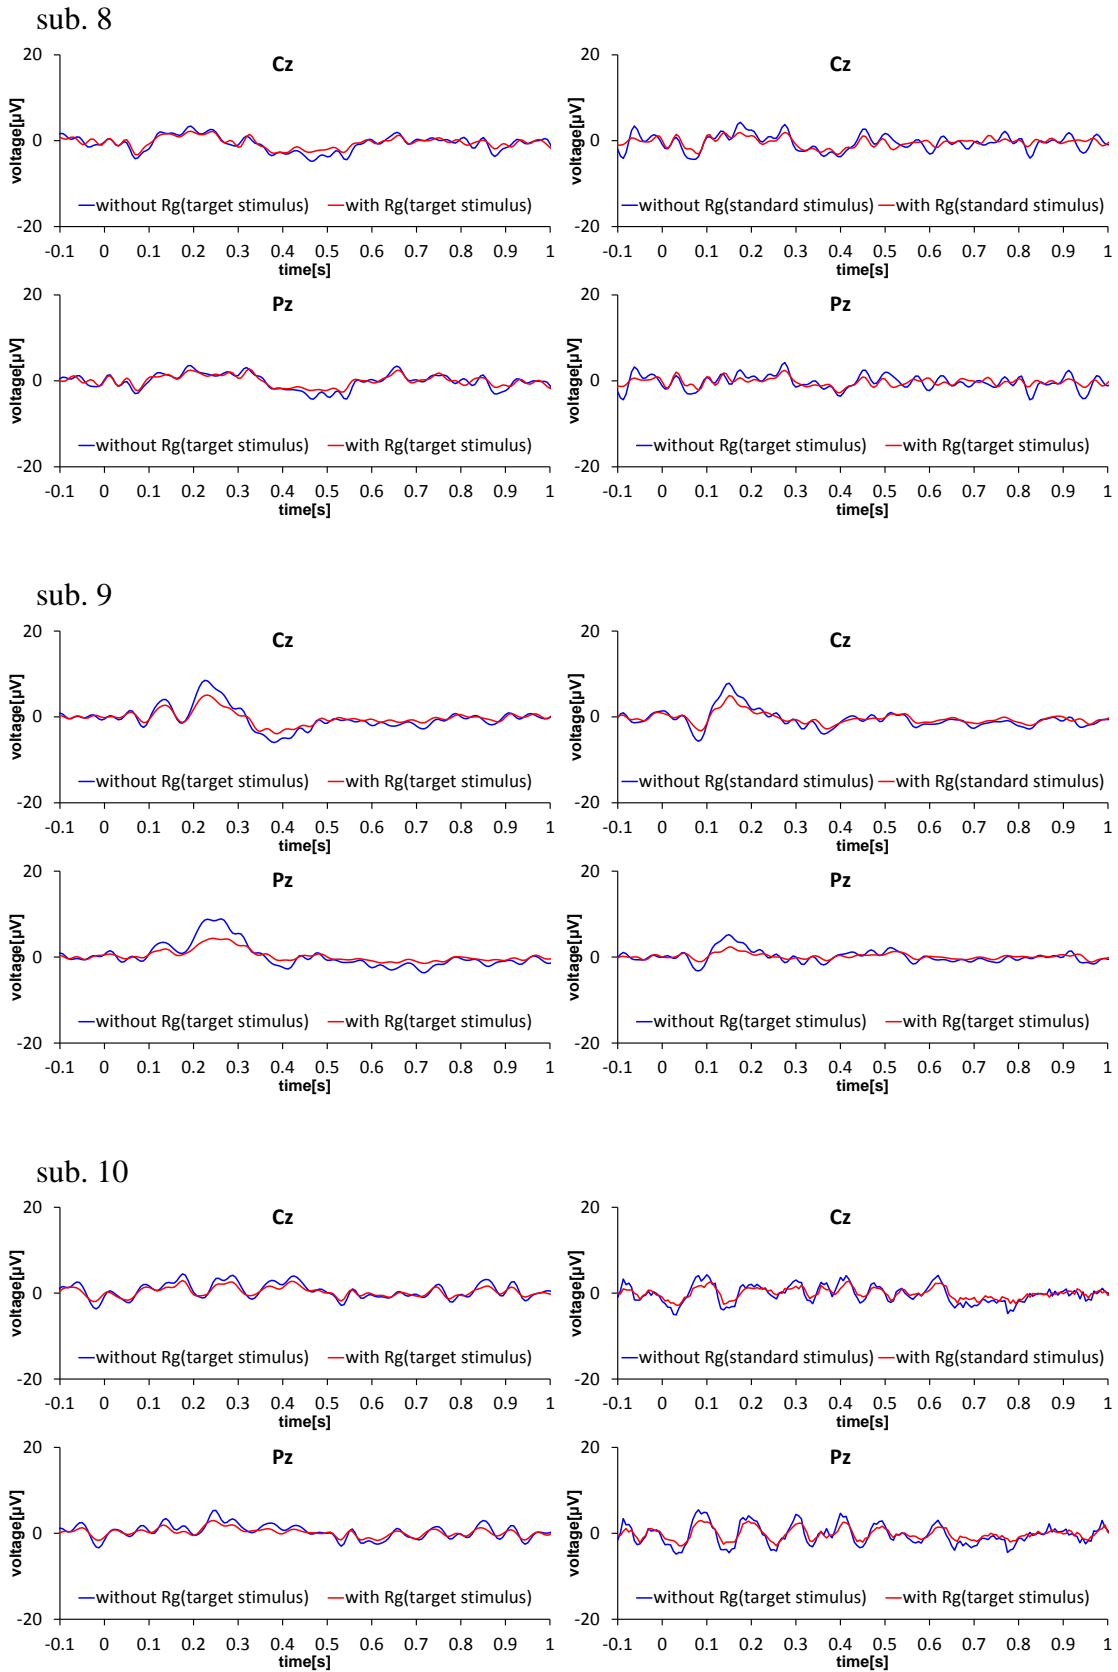 sub. 8
20 Cz
0
-20
voltage[µV]
without Rg(target stimulus) with Rg(target stimulus)
-0.1 0 0.1 0.2 0.3 0.4 0.5 0.6 0.7 0.8 0.9 1
time[s]
20 Cz
0
-20
voltage[µV]
without Rg(standard stimulus) with Rg(standard stimulus)
-0.1 0 0.1 0.2 0.3 0.4 0.5 0.6 0.7 0.8 0.9 1
time[s]
20 Pz
0
-20
voltage[µV]
without Rg(target stimulus) with Rg(target stimulus)
-0.1 0 0.1 0.2 0.3 0.4 0.5 0.6 0.7 0.8 0.9 1
time[s]
20 Pz
0
-20
voltage[µV]
without Rg(target stimulus) with Rg(target stimulus)
-0.1 0 0.1 0.2 0.3 0.4 0.5 0.6 0.7 0.8 0.9 1
time[s]
sub. 9
20 Cz
0
-20
voltage[µV]
without Rg(target stimulus) with Rg(target stimulus)
-0.1 0 0.1 0.2 0.3 0.4 0.5 0.6 0.7 0.8 0.9 1
time[s]
20 Cz
0
-20
voltage[µV]
without Rg(standard stimulus) with Rg(standard stimulus)
-0.1 0 0.1 0.2 0.3 0.4 0.5 0.6 0.7 0.8 0.9 1
time[s]
20 Pz
0
-20
voltage[µV]
without Rg(target stimulus) with Rg(target stimulus)
-0.1 0 0.1 0.2 0.3 0.4 0.5 0.6 0.7 0.8 0.9 1
time[s]
20 Pz
0
-20
voltage[µV]
without Rg(target stimulus) with Rg(target stimulus)
-0.1 0 0.1 0.2 0.3 0.4 0.5 0.6 0.7 0.8 0.9 1
time[s]
sub. 10
20 Cz
0
-20
voltage[µV]
without Rg(target stimulus) with Rg(target stimulus)
-0.1 0 0.1 0.2 0.3 0.4 0.5 0.6 0.7 0.8 0.9 1
time[s]
20 Cz
0
-20
voltage[µV]
without Rg(standard stimulus) with Rg(standard stimulus)
-0.1 0 0.1 0.2 0.3 0.4 0.5 0.6 0.7 0.8 0.9 1
time[s]
20 Pz
0
-20
voltage[µV]
without Rg(target stimulus) with Rg(target stimulus)
-0.1 0 0.1 0.2 0.3 0.4 0.5 0.6 0.7 0.8 0.9 1
time[s]
20 Pz
0
-20
voltage[µV]
without Rg(target stimulus) with Rg(target stimulus)
-0.1 0 0.1 0.2 0.3 0.4 0.5 0.6 0.7 0.8 0.9 1
time[s]